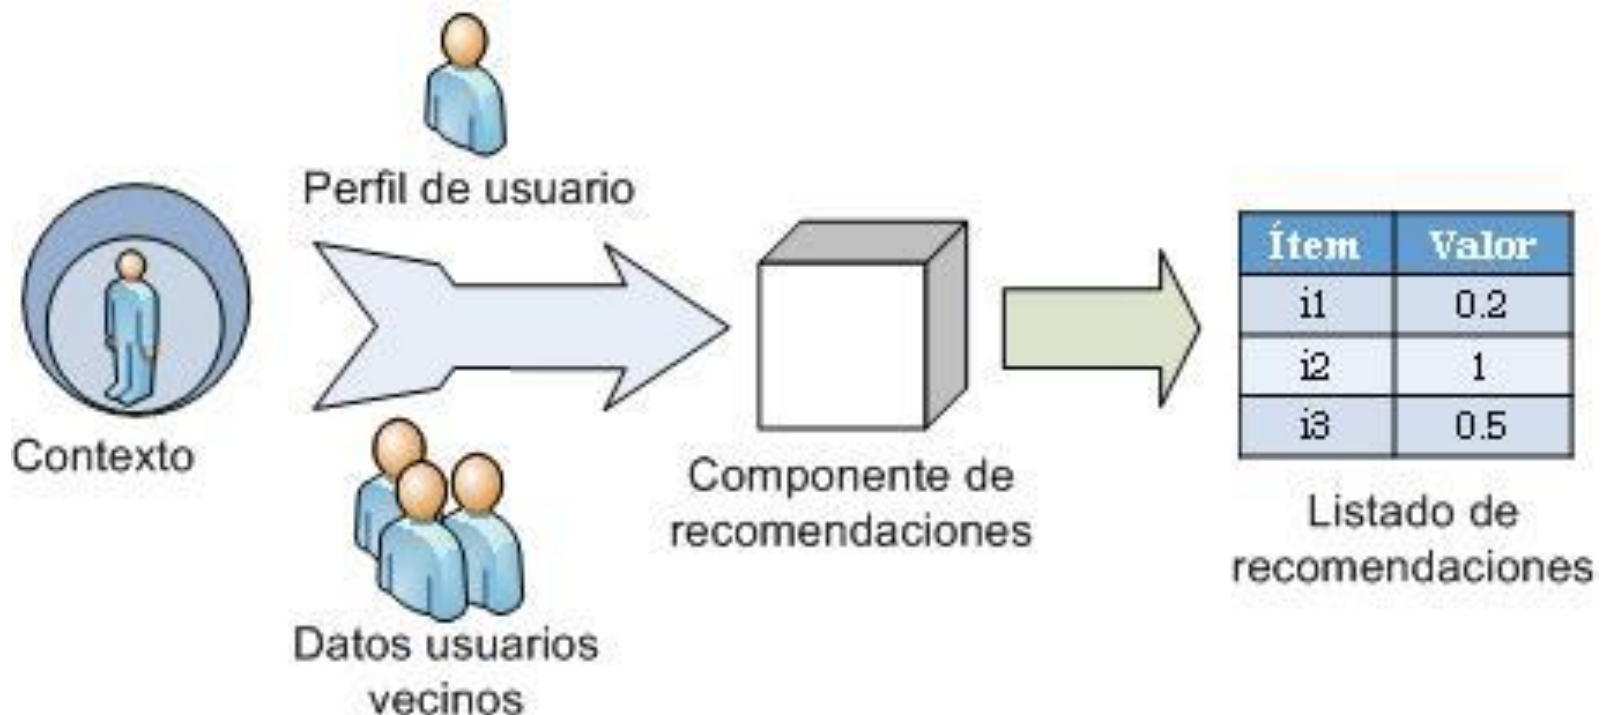 Perfil de usuario
Contexto
Datos usuarios
vecinos
Componente de
recomendaciones
Ítem Valor
i1 0.2
i2 1
i3 0.5
Listado de
recomendaciones